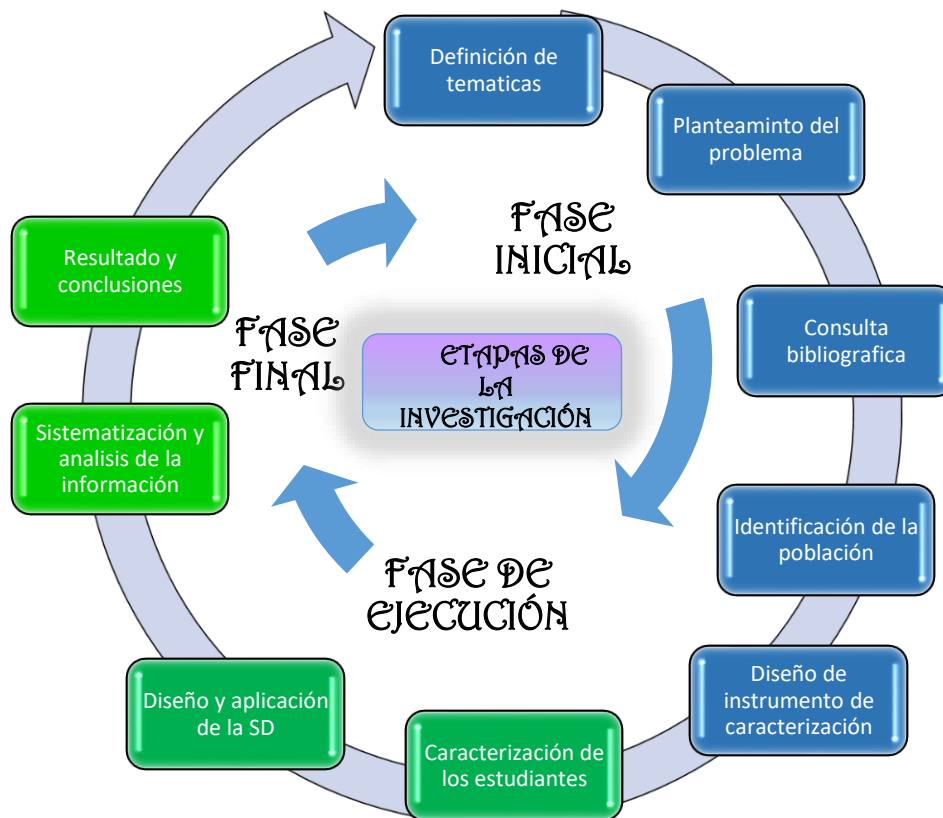 Definición de
tematicas
Planteaminto del
problema
Consulta
bibliografica
Identificación de la
población
Diseño de
instrumento de
caracterización
Caracterización de
los estudiantes
Diseño y aplicación
de la SD
Sistematización y
analisis de la
información
Resultado y
conclusiones
FASE
INICIAL
FASE DE
EJECUCIÓN
FASE
FINAL
ETAPAS DE
LA
INVESTIGACIÓN